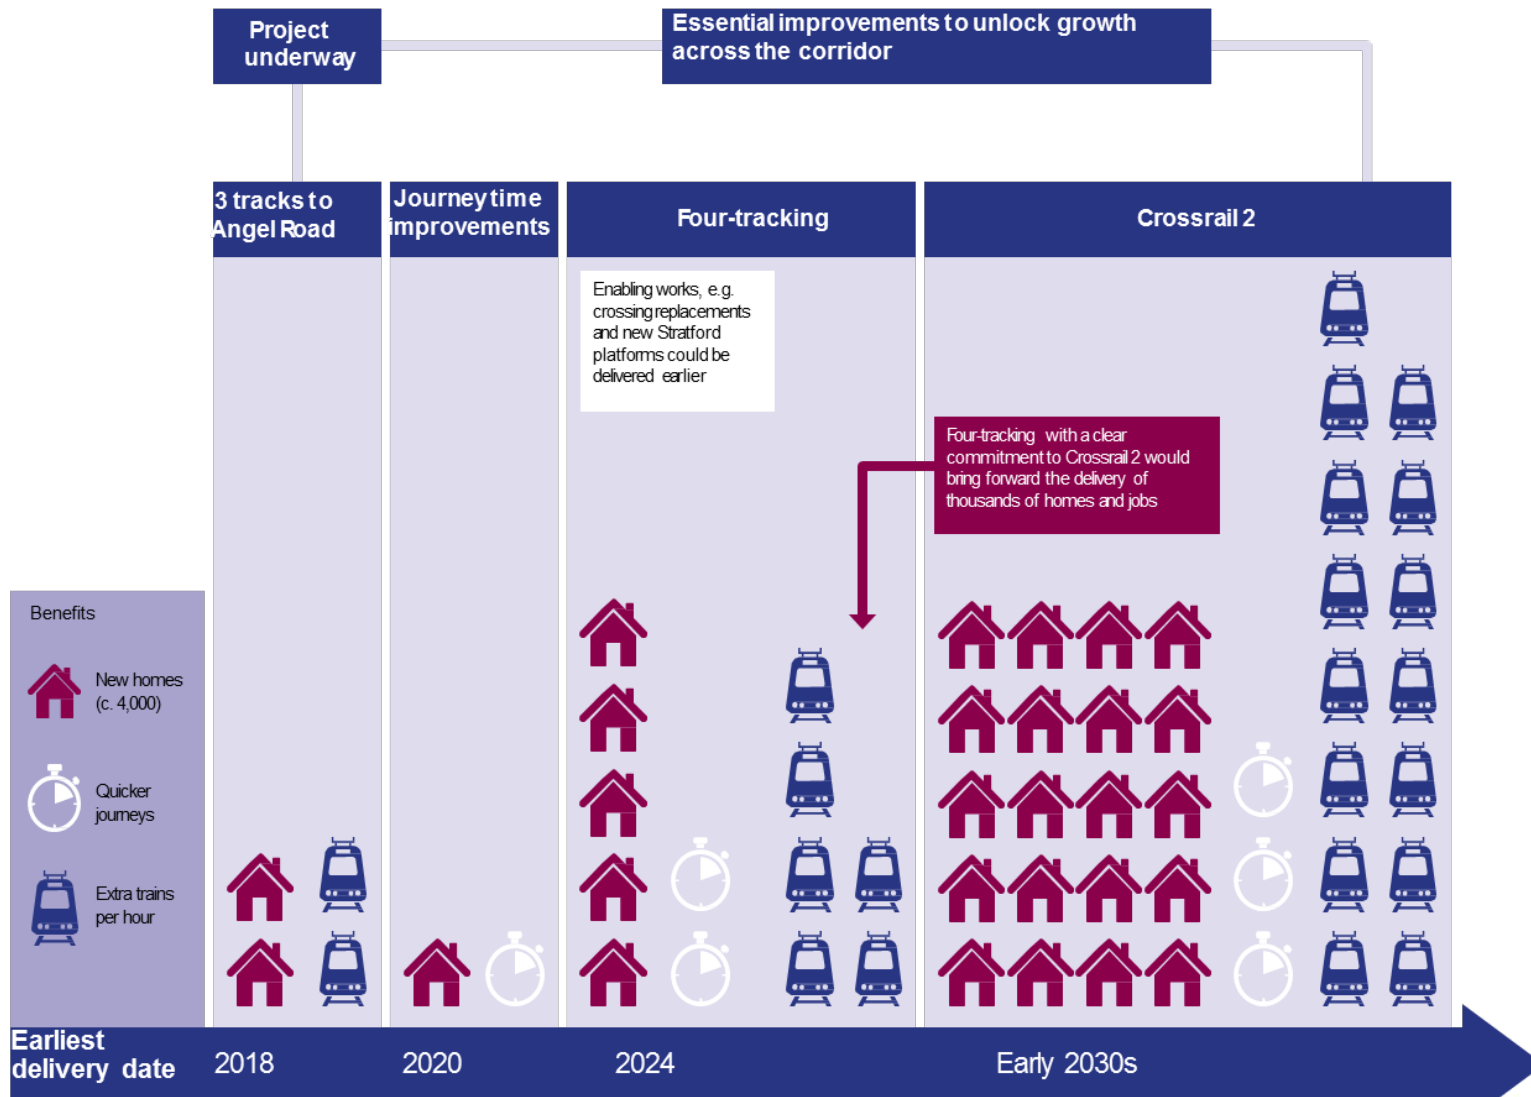 Project
underway
Essential improvements to unlock growth
across the corridor
3 tracks to
Angel Road
Journey time
improvements
Four-tracking
Crossrail 2
Enabling works, e.g.
crossing replacements
and new Stratford
platforms could be
delivered earlier
Four-tracking with a clear
commitment to Crossrail 2 would
bring forward the delivery of
thousands of homes and jobs
Benefits
New homes
(c. 4,000)
Quicker
journeys
Extra trains
per hour
Earliest
delivery date
2018
2020
2024
Early 2030s